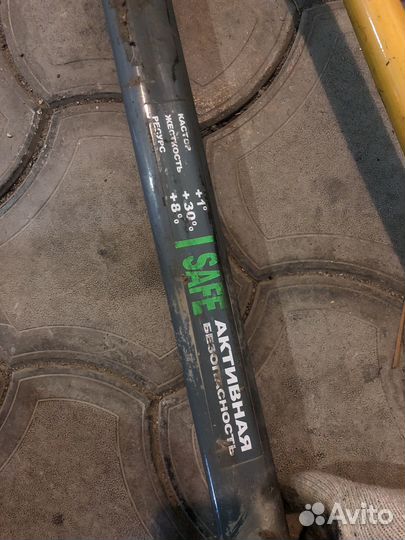 КАСТОР +1°
ЖЕСТКОСТЬ +30%
РЕСУРС +8%
SAFE
АКТИВНАЯ
БЕЗОПАСНОСТЬ
Avito